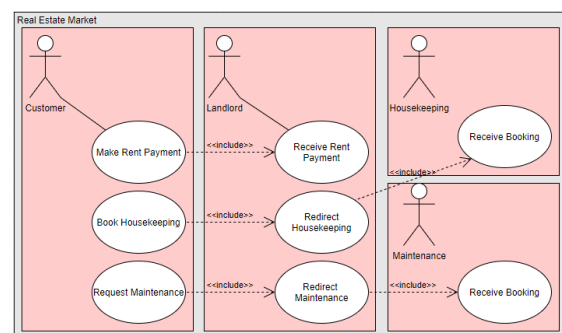 Real Estate Market
Customer
Landlord
Housekeeping
Make Rent Payment
<<include>>
Receive Rent
Payment
Receive Booking
<<include>>
Book Housekeeping
<<include>>
Redirect
Housekeeping
Maintenance
Request Maintenance
<<include>>
Redirect
Maintenance
<<include>>
Receive Booking